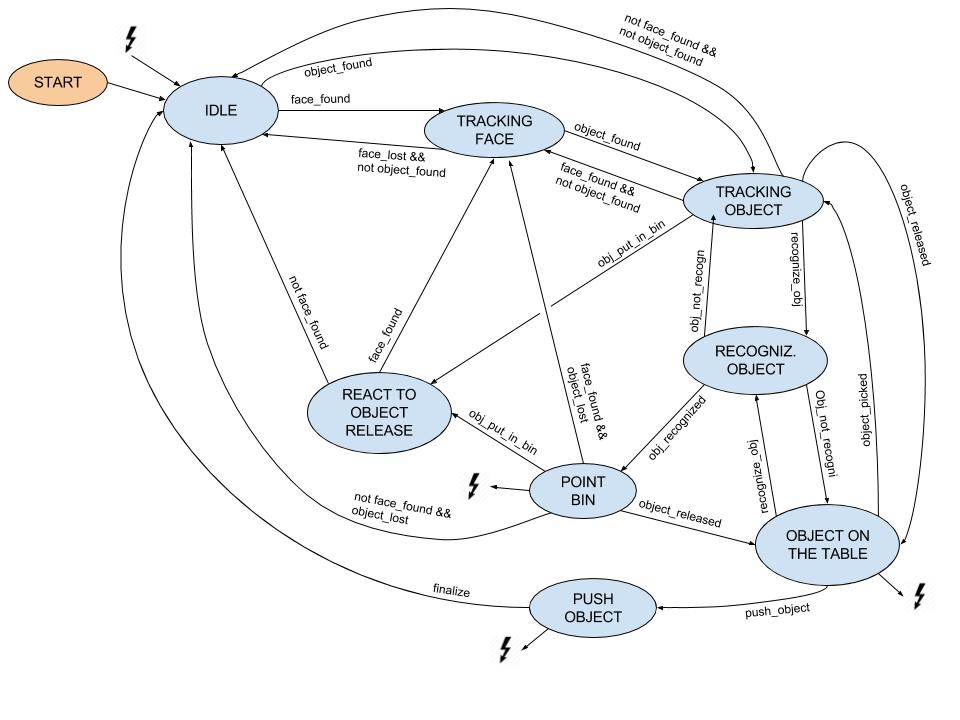 not face_found &&
not object_found
object_found
START
IDLE
face_found
TRACKING
FACE
object_found
face_lost &&
not object_found
face_found &&
not object_found
TRACKING
OBJECT
object_released
obj_put_in_bin
obj_not_recogn
recognize_obj
not face_found
face_found
RECOGNIZ.
OBJECT
REACT TO
OBJECT
RELEASE
face_found &&
object_lost
obj_recognized
Obj_not_recogni
object_picked
obj_put_in_bin
recognize_obj
POINT
BIN
not face_found &&
object_lost
object_released
OBJECT ON
THE TABLE
finalize
PUSH
OBJECT
push_object